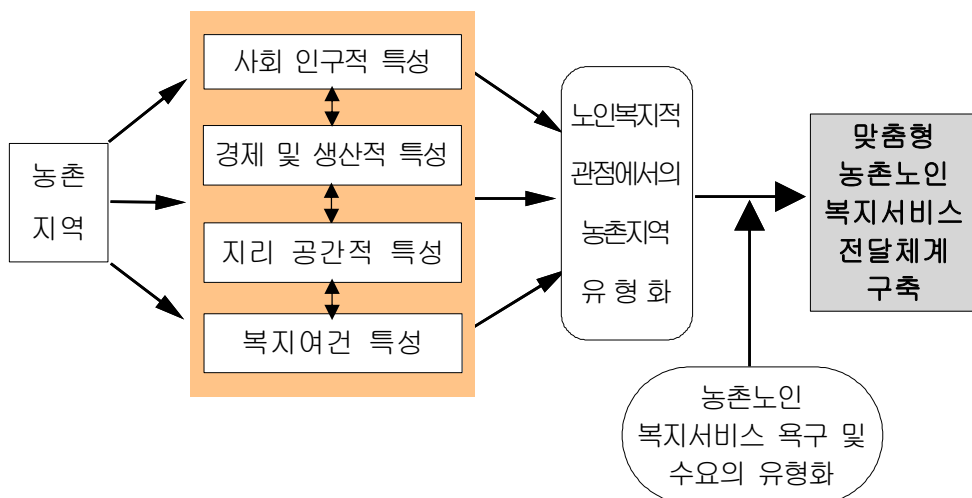 농촌
지역
사회 인구적 특성
경제 및 생산적 특성
지리 공간적 특성
복지여건 특성
노인복지적
관점에서의
농촌지역
유형화
맞춤형
농촌노인
복지서비스
전달체계
구축
농촌노인
복지서비스 욕구 및
수요의 유형화